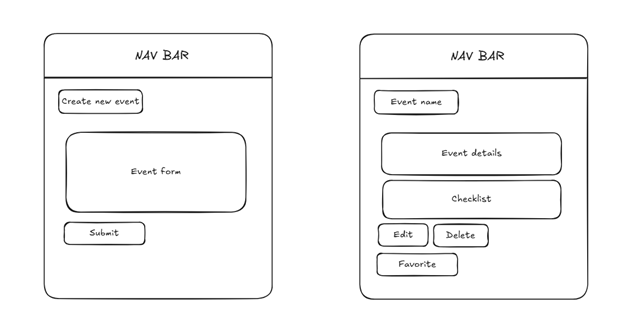 NAV BAR
Create new event
Event form
Submit
NAV BAR
Event name
Event details
Checklist
Edit
Delete
Favorite